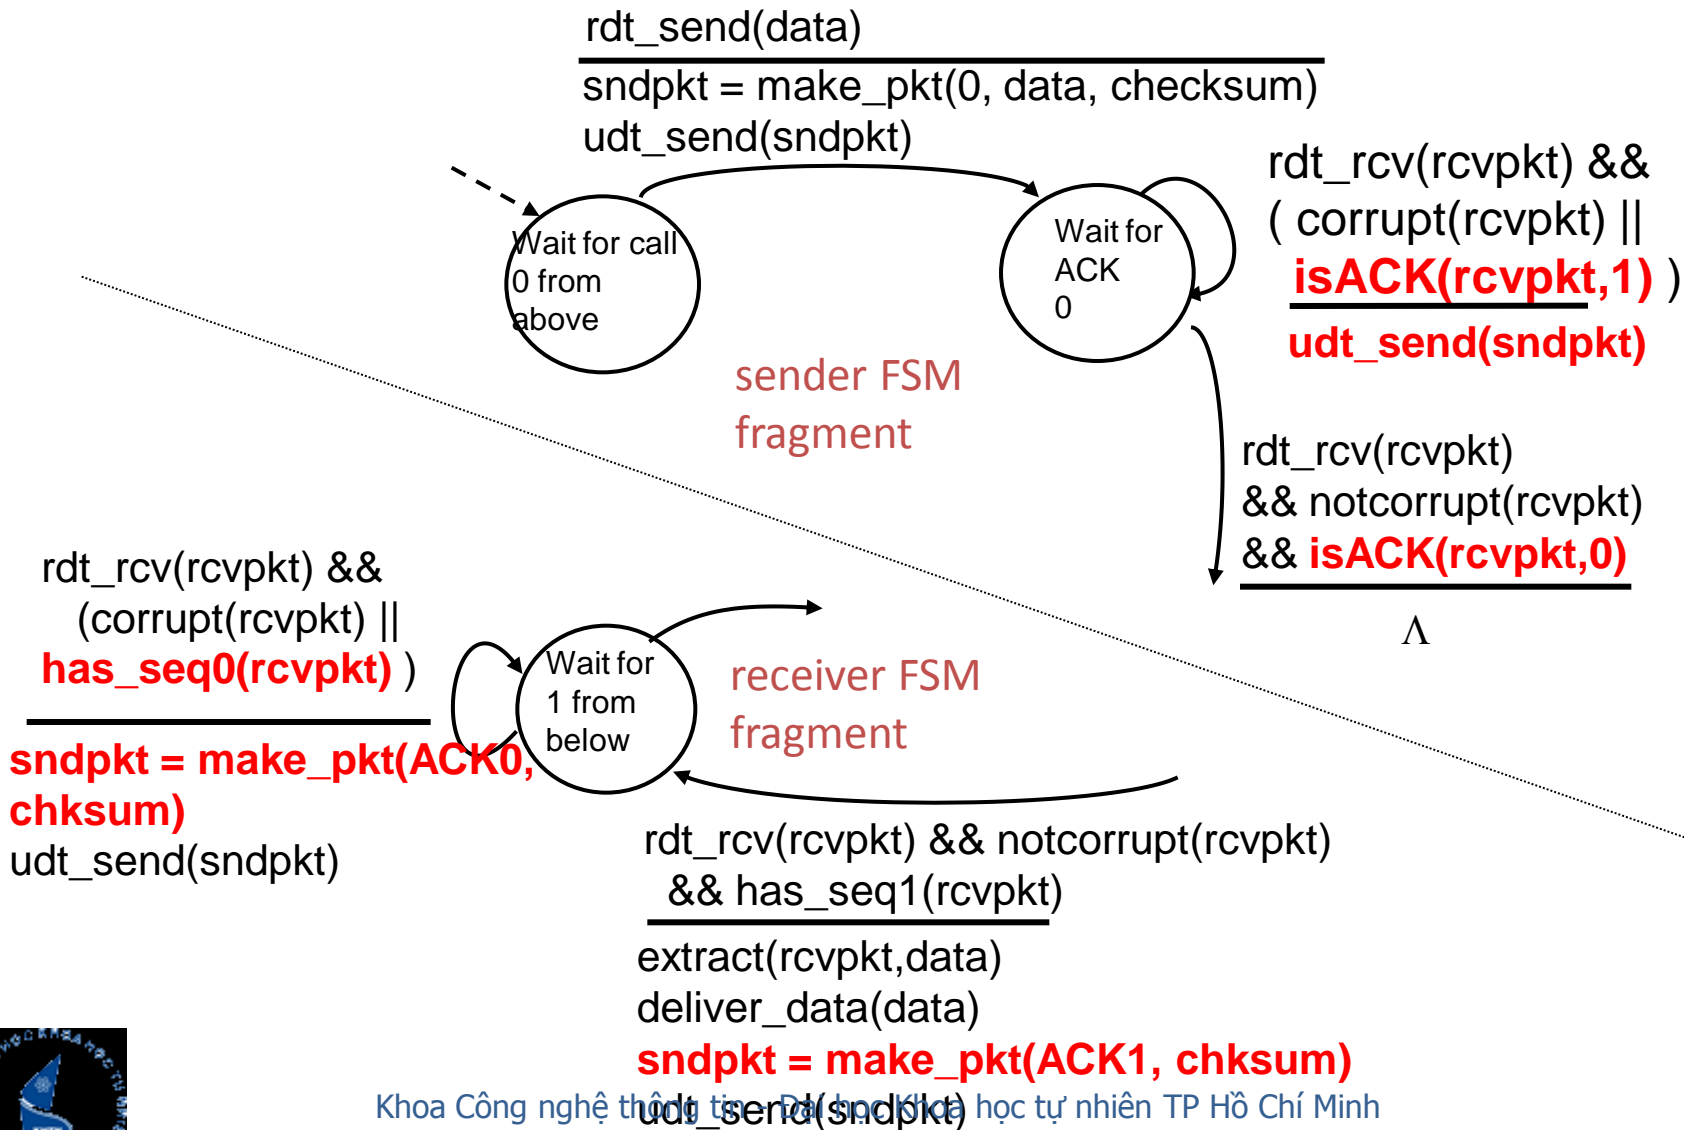 rdt_send(data)
sndpkt = make_pkt(0, data, checksum)
udt_send(sndpkt)
rdt_rcv(rcvpkt) &&
( corrupt(rcvpkt) ||
isACK(rcvpkt,1) )
udt_send(sndpkt)
Wait for call
0 from
above
Wait for
ACK
0
sender FSM
fragment
rdt_rcv(rcvpkt)
&& notcorrupt(rcvpkt)
&& isACK(rcvpkt,0)
Λ
rdt_rcv(rcvpkt) &&
(corrupt(rcvpkt) ||
has_seq0(rcvpkt) )
sndpkt = make_pkt(ACK0,
chksum)
udt_send(sndpkt)
Wait for
1 from
below
receiver FSM
fragment
rdt_rcv(rcvpkt) && notcorrupt(rcvpkt)
&& has_seq1(rcvpkt)
extract(rcvpkt,data)
deliver_data(data)
sndpkt = make_pkt(ACK1, chksum)
udt_send(sndpkt)
Khoa Công nghệ thông tin - Đại học Khoa học tự nhiên TP Hồ Chí Minh